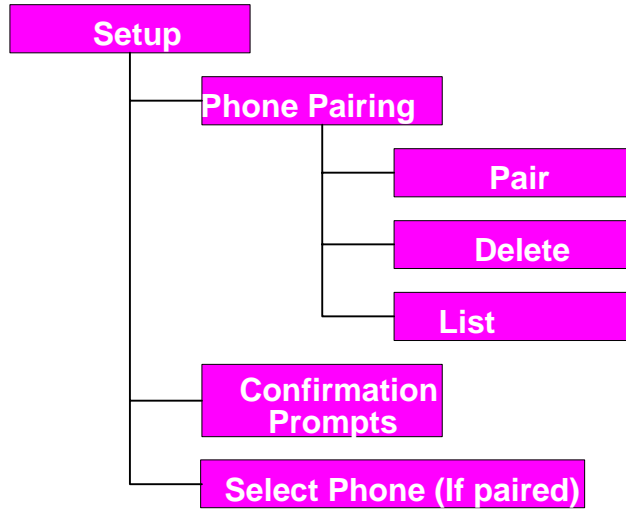 Setup
Phone Pairing
Pair
Delete
List
Confirmation
Prompts
Select Phone (If paired)